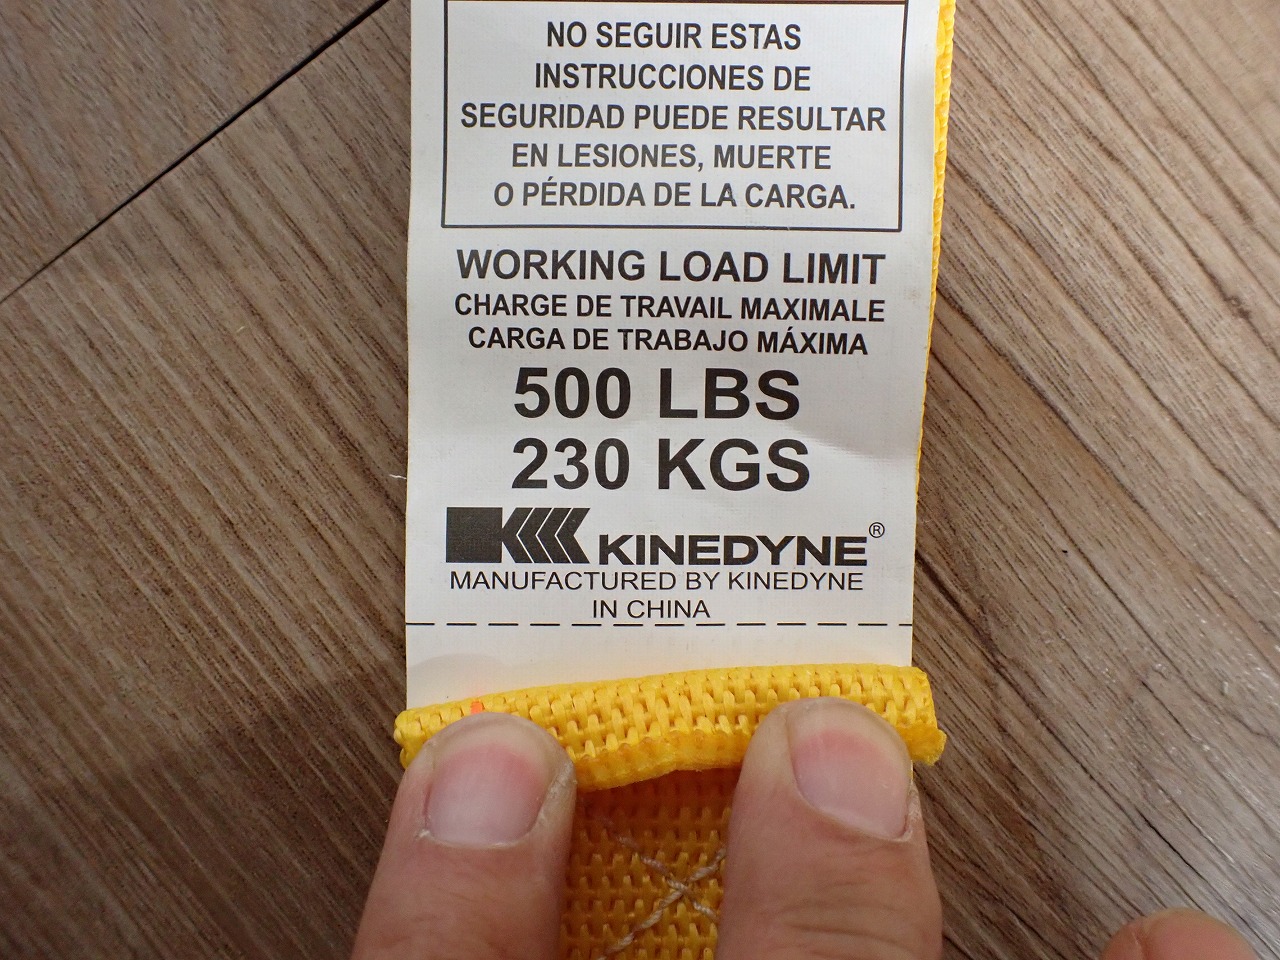 NO SEGUIR ESTAS
INSTRUCCIONES DE
SEGURIDAD PUEDE RESULTAR
EN LESIONES, MUERTE
O PÉRDIDA DE LA CARGA.
WORKING LOAD LIMIT
CHARGE DE TRAVAIL MAXIMALE
CARGA DE TRABAJO MÁXIMA
500 LBS
230 KGS
KINEDYNE®
MANUFACTURED BY KINEDYNE
IN CHINA